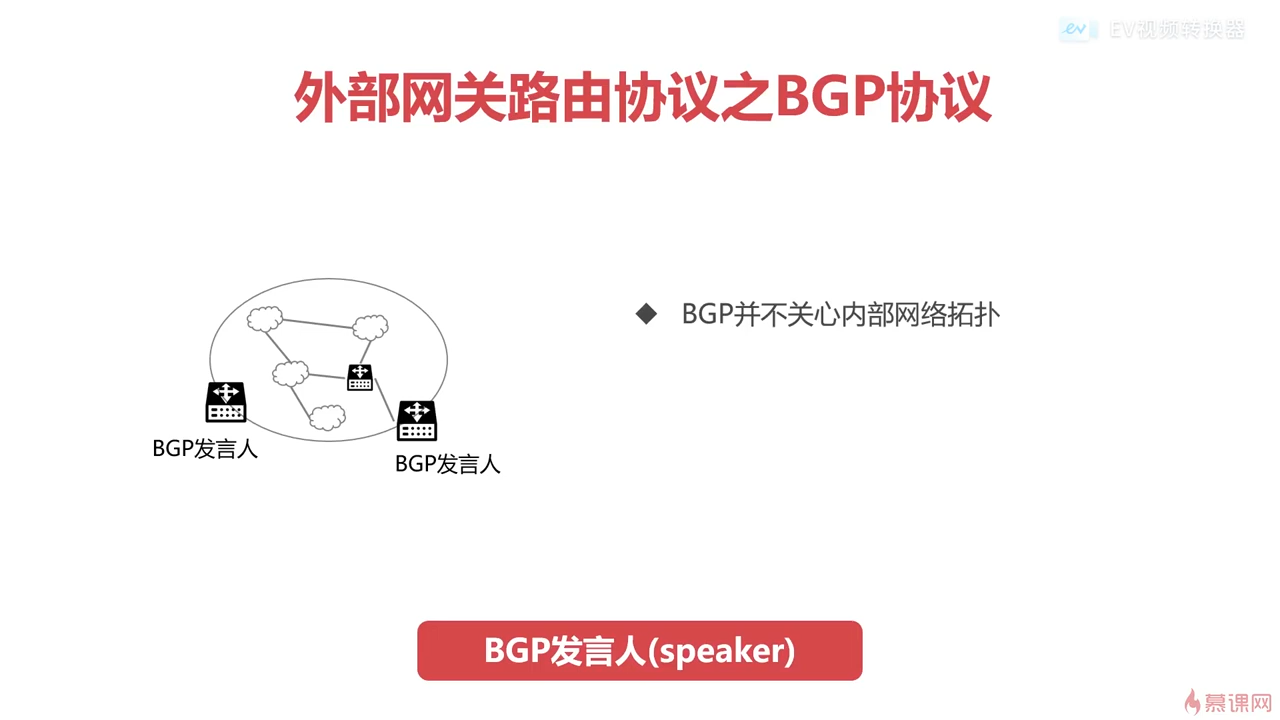 EV视频转换器
外部网关路由协议之BGP协议
BGP并不关心内部网络拓扑
BGP发言人
BGP发言人
BGP发言人(speaker)
慕课网